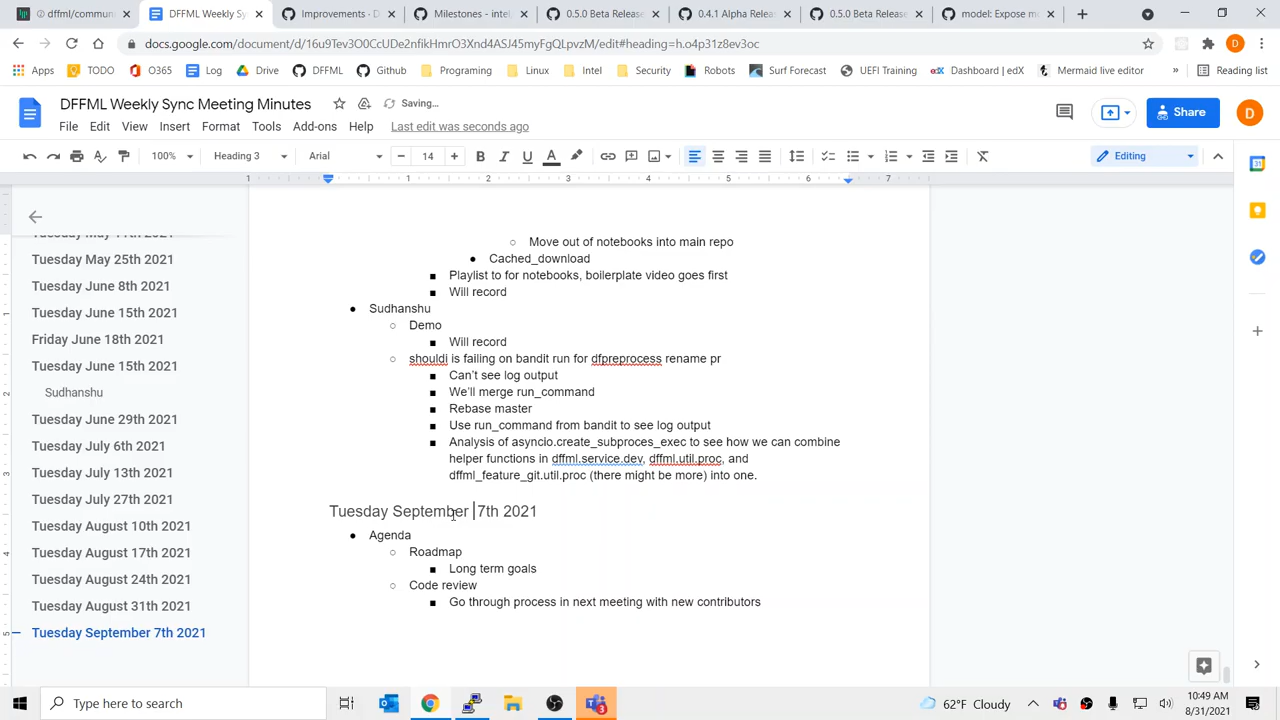 dffml/commun
DFFML Weekly Sy
Improvements · D
Milestones - intel
0.5.0 Beta Releas
0.4.1 Alpha Relea
0.5.0 Beta Releas
model: Expose m
docs.google.com/document/d/16u9Tev3O0CcUDe2nfikHmrO3Xnd4ASJ45myFgQLpvzM/edit#heading=h.o4p31z8ev3oc
Apps
TODO
O365
Log
Drive
DFFML
Github
Programing
Linux
Intel
Security
Robots
Surf Forecast
UEFI Training
Dashboard | edX
Mermaid live editor
»
Reading list
DFFML Weekly Sync Meeting Minutes
Saving…
File Edit View Insert Format Tools Add-ons Help Last edit was seconds ago
Share
D
100% Heading 3 Arial 14 B I U A
Editing
1 1 2 3 4 5 6 7
Tuesday May 11th 2021
Tuesday May 25th 2021
Tuesday June 8th 2021
Tuesday June 15th 2021
Friday June 18th 2021
Tuesday June 15th 2021
Sudhanshu
Tuesday June 29th 2021
Tuesday July 6th 2021
Tuesday July 13th 2021
Tuesday July 27th 2021
Tuesday August 10th 2021
Tuesday August 17th 2021
Tuesday August 24th 2021
Tuesday August 31th 2021
Tuesday September 7th 2021
Move out of notebooks into main repo
Cached_download
Playlist to for notebooks, boilerplate video goes first
Will record
Sudhanshu
Demo
Will record
shouldi is failing on bandit run for dfpreprocess rename pr
Can't see log output
We'll merge run_command
Rebase master
Use run_command from bandit to see log output
Analysis of asyncio.create_subproces_exec to see how we can combine
helper functions in dffml.service.dev, dffml.util.proc, and
dffml_feature_git.util.proc (there might be more) into one.
Tuesday September 7th 2021
Agenda
Roadmap
Long term goals
Code review
Go through process in next meeting with new contributors
Type here to search
62°F Cloudy
10:49 AM
8/31/2021